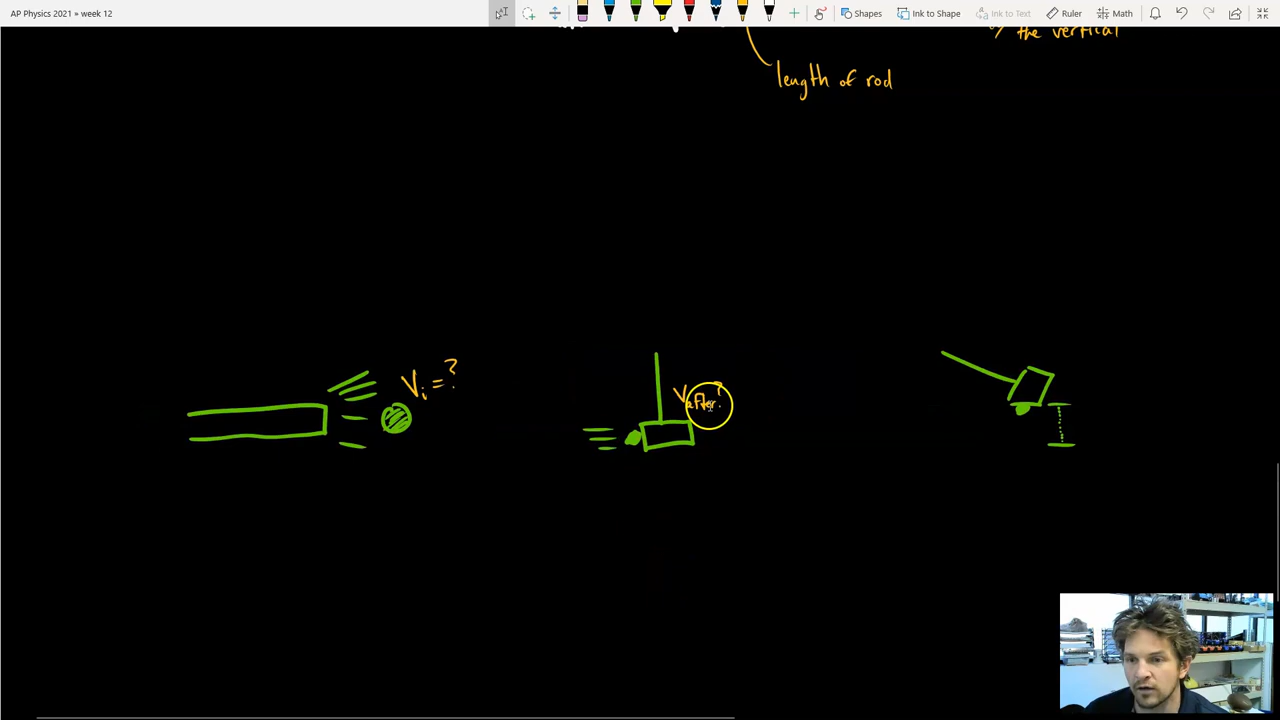 AP Physics 2021 » week 12
Shapes
Ink to Shape
Ink to Text
Ruler
Math
the vertical
length of rod
Vi = ?
Vafter ?